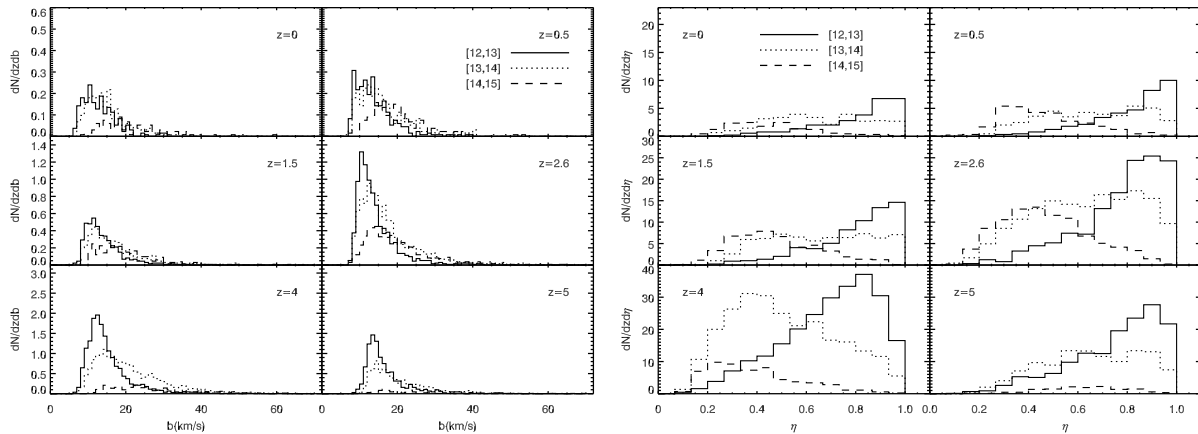 0.6
0.5
0.4
0.3
0.2
0.1
0.0
dN/dzdb
z=0
z=0.5
[12,13]
[13,14]
[14,15]
1.4
1.2
1.0
0.8
0.6
0.4
0.2
0.0
dN/dzdb
z=1.5
z=2.6
3.0
2.5
2.0
1.5
1.0
0.5
0.0
dN/dzdb
z=4
z=5
0 20 40 60 0 20 40 60
b(km/s) b(km/s)
20
15
10
5
0
dN/dzdη
z=0
[12,13]
[13,14]
[14,15]
z=0.5
30
25
20
15
10
5
0
dN/dzdη
z=1.5
z=2.6
40
30
20
10
0
dN/dzdη
z=4
z=5
0.0 0.2 0.4 0.6 0.8 1.0 0.0 0.2 0.4 0.6 0.8 1.0
η η